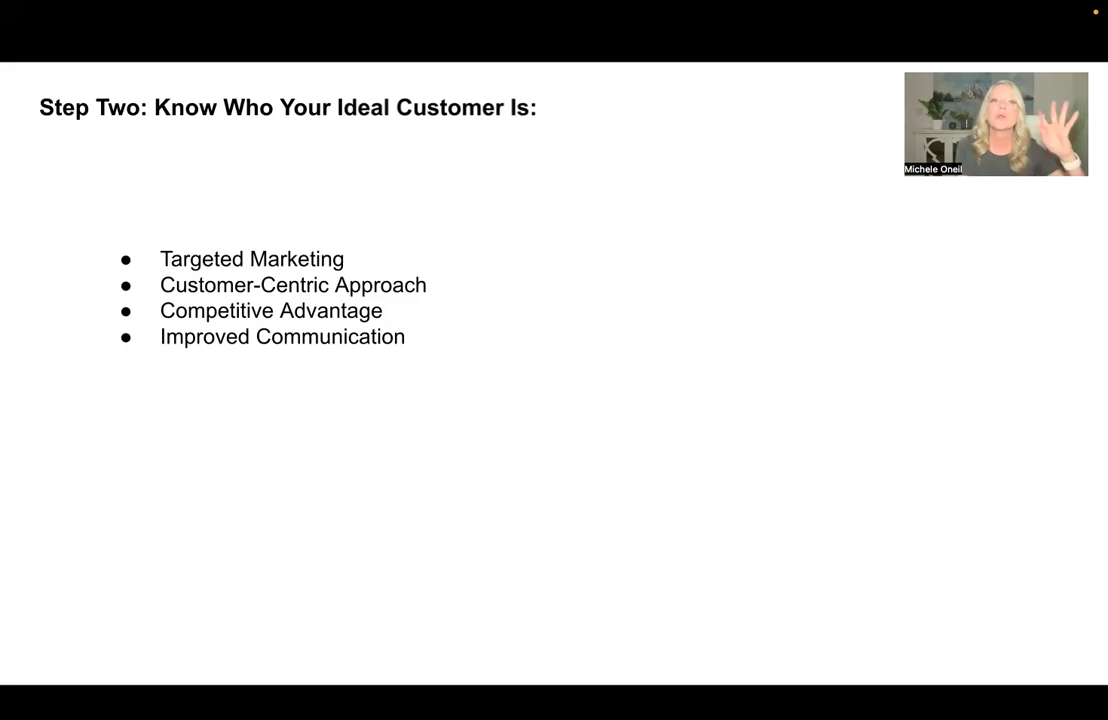 Step Two: Know Who Your Ideal Customer Is:
Michele Oneil
● Targeted Marketing
● Customer-Centric Approach
● Competitive Advantage
● Improved Communication